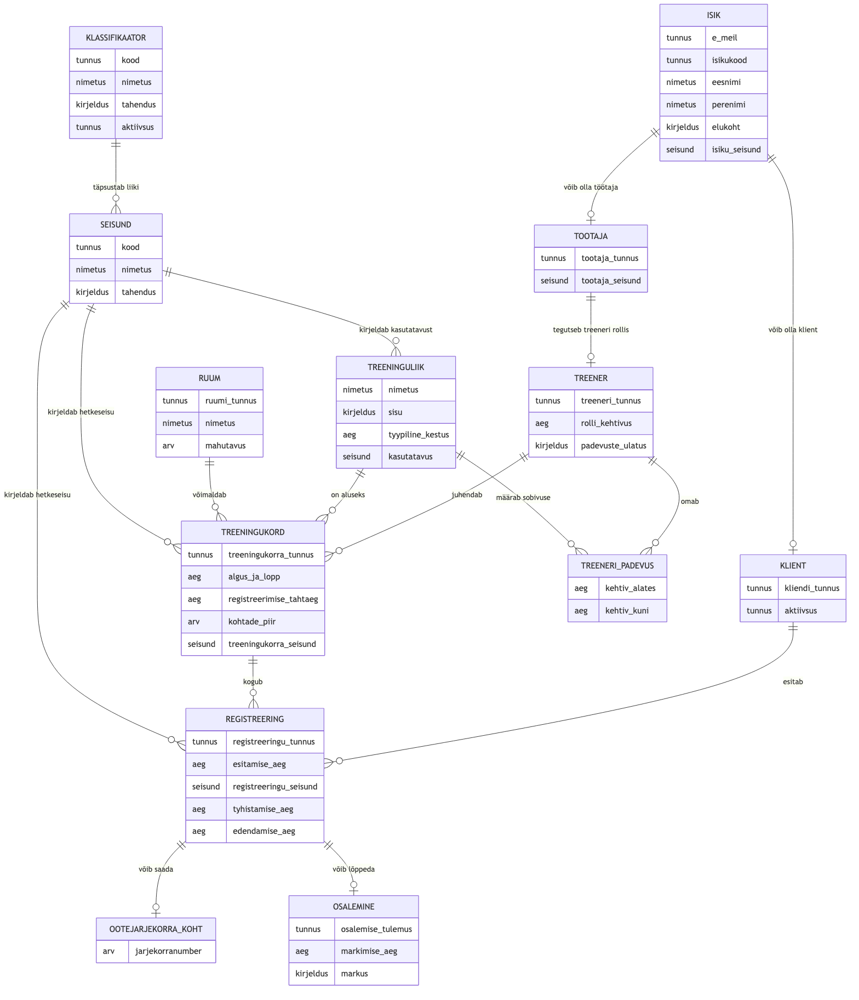 ISIK
tunnus e_meil
tunnus isikukood
nimetus eesnimi
nimetus perenimi
kirjeldus elukoht
seisund isiku_seisund
KLASSIFIKAATOR
tunnus kood
nimetus nimetus
kirjeldus tahendus
tunnus aktiivsus
täpsustab liiki
võib olla töötaja
SEISUND
tunnus kood
nimetus nimetus
kirjeldus tahendus
TOOTAJA
tunnus tootaja_tunnus
seisund tootaja_seisund
kirjeldab kasutatavust
tegutseb treeneri rollis
võib olla klient
kirjeldab hetkeseisu
RUUM
tunnus ruumi_tunnus
nimetus nimetus
arv mahutavus
TREENINGULIIK
nimetus nimetus
kirjeldus sisu
aeg tyypiline_kestus
seisund kasutatavus
TREENER
tunnus treeneri_tunnus
aeg rolli_kehtivus
kirjeldus padevuste_ulatus
kirjeldab hetkeseisu
võimaldab
on aluseks
juhendab
määrab sobivuse
omab
TREENINGUKORD
tunnus treeningukorra_tunnus
aeg algus_ja_lopp
aeg registreerimise_tahtaeg
arv kohtade_piir
seisund treeningukorra_seisund
TREENERI_PADEVUS
aeg kehtiv_alates
aeg kehtiv_kuni
KLIENT
tunnus kliendi_tunnus
tunnus aktiivsus
kogub
esitab
REGISTREERING
tunnus registreeringu_tunnus
aeg esitamise_aeg
seisund registreeringu_seisund
aeg tyhistamise_aeg
aeg edendamise_aeg
võib saada
võib lõppeda
OOTEJARJEKORRA_KOHT
arv jarjekorranumber
OSALEMINE
tunnus osalemise_tulemus
aeg markimise_aeg
kirjeldus markus